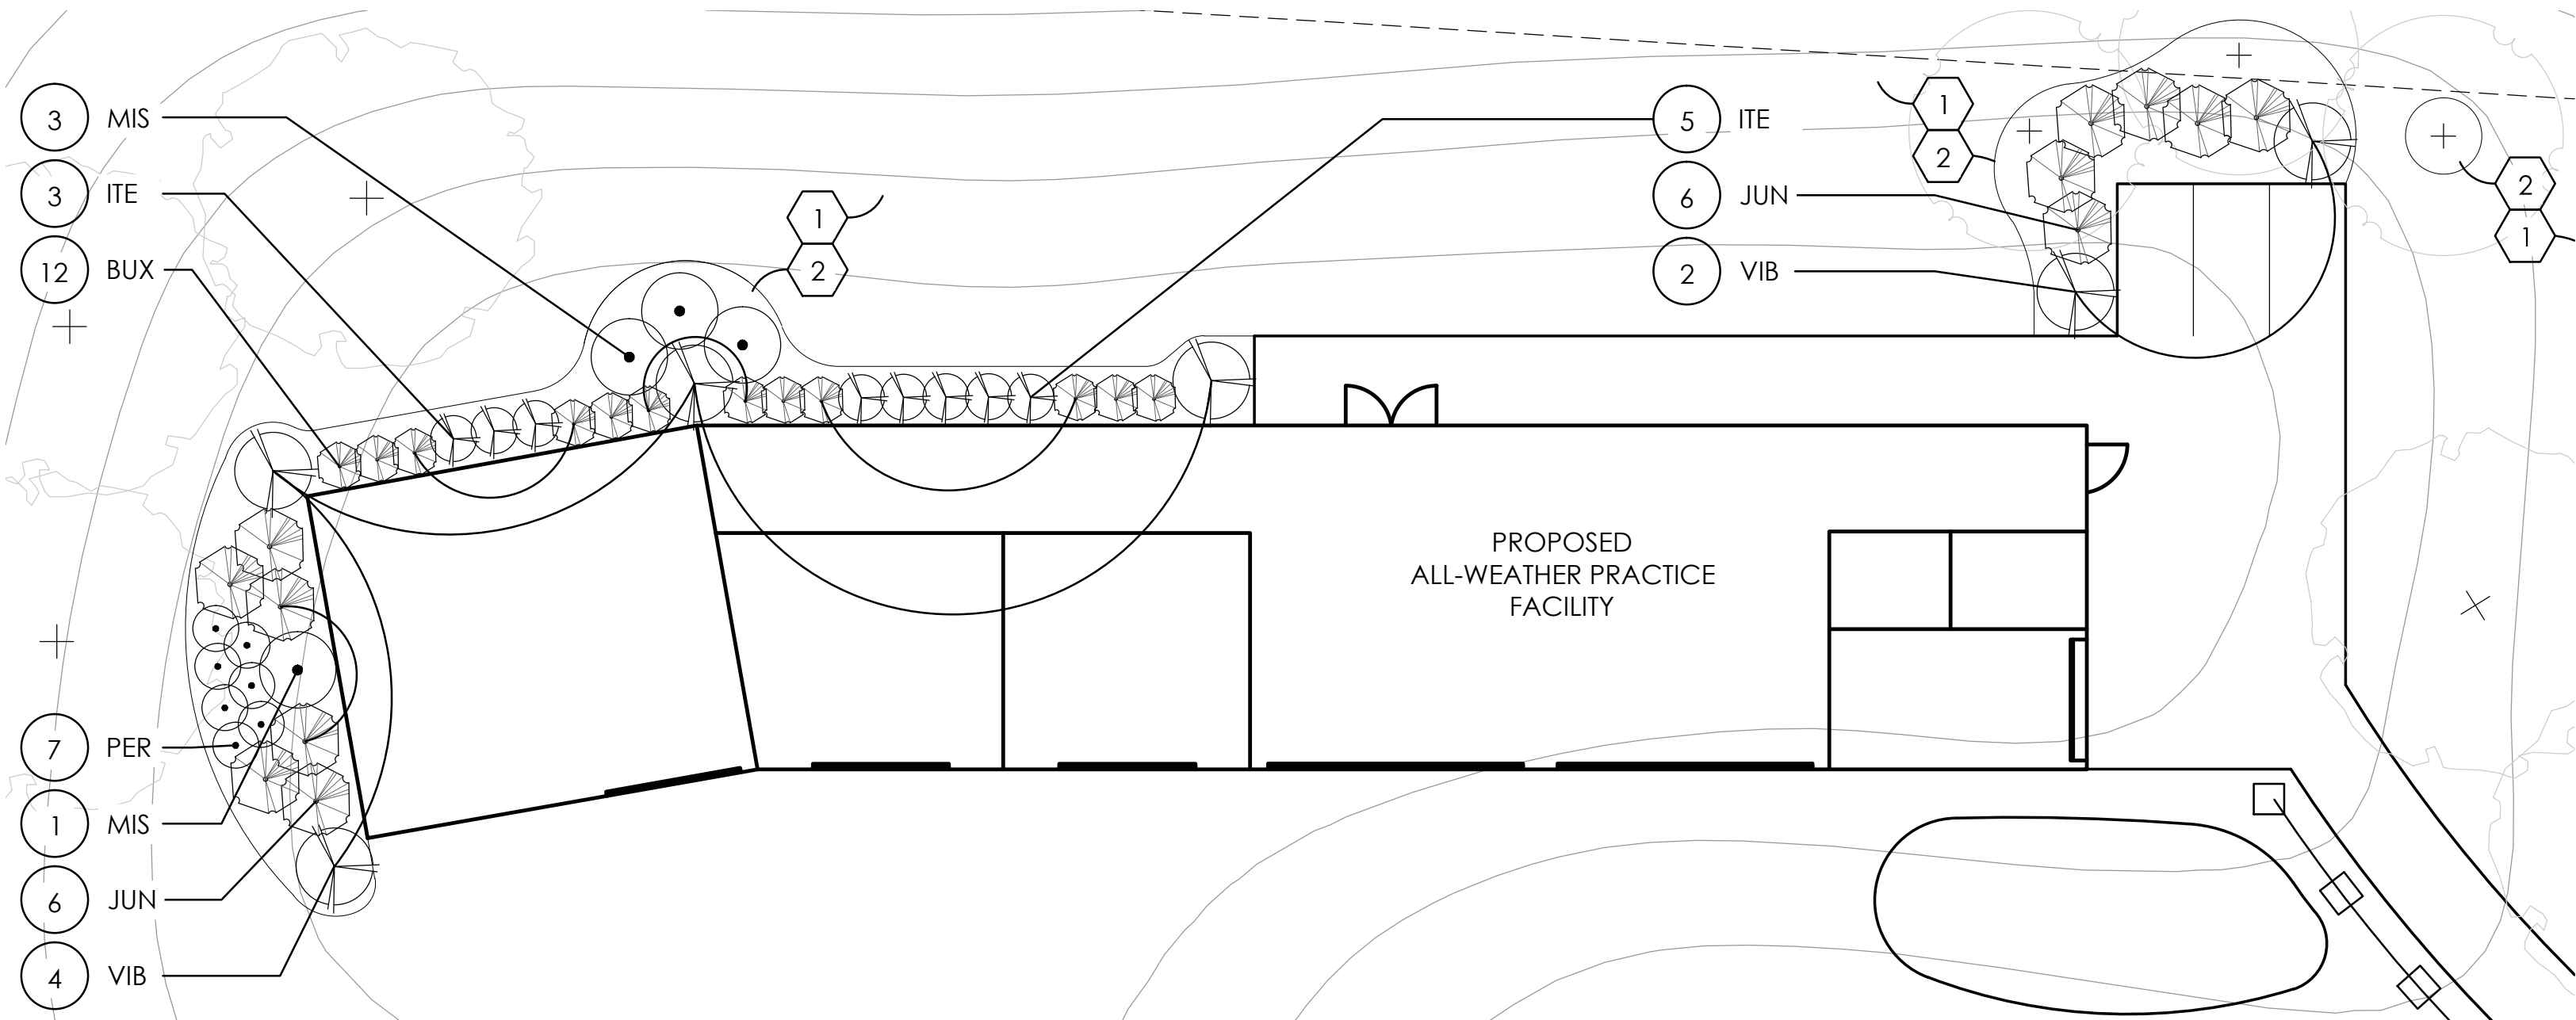 3 MIS
3 ITE
12 BUX
1
2
5 ITE
6 JUN
2 VIB
1
2
2
1
PROPOSED
ALL-WEATHER PRACTICE
FACILITY
7 PER
1 MIS
6 JUN
4 VIB